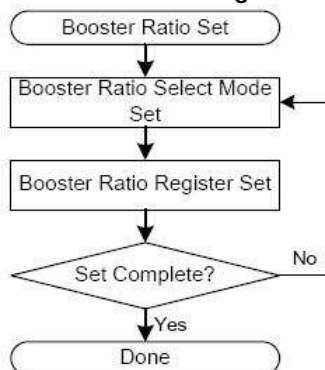 Booster Ratio Set
Booster Ratio Select Mode
Set
Booster Ratio Register Set
Set Complete?
No
Yes
Done